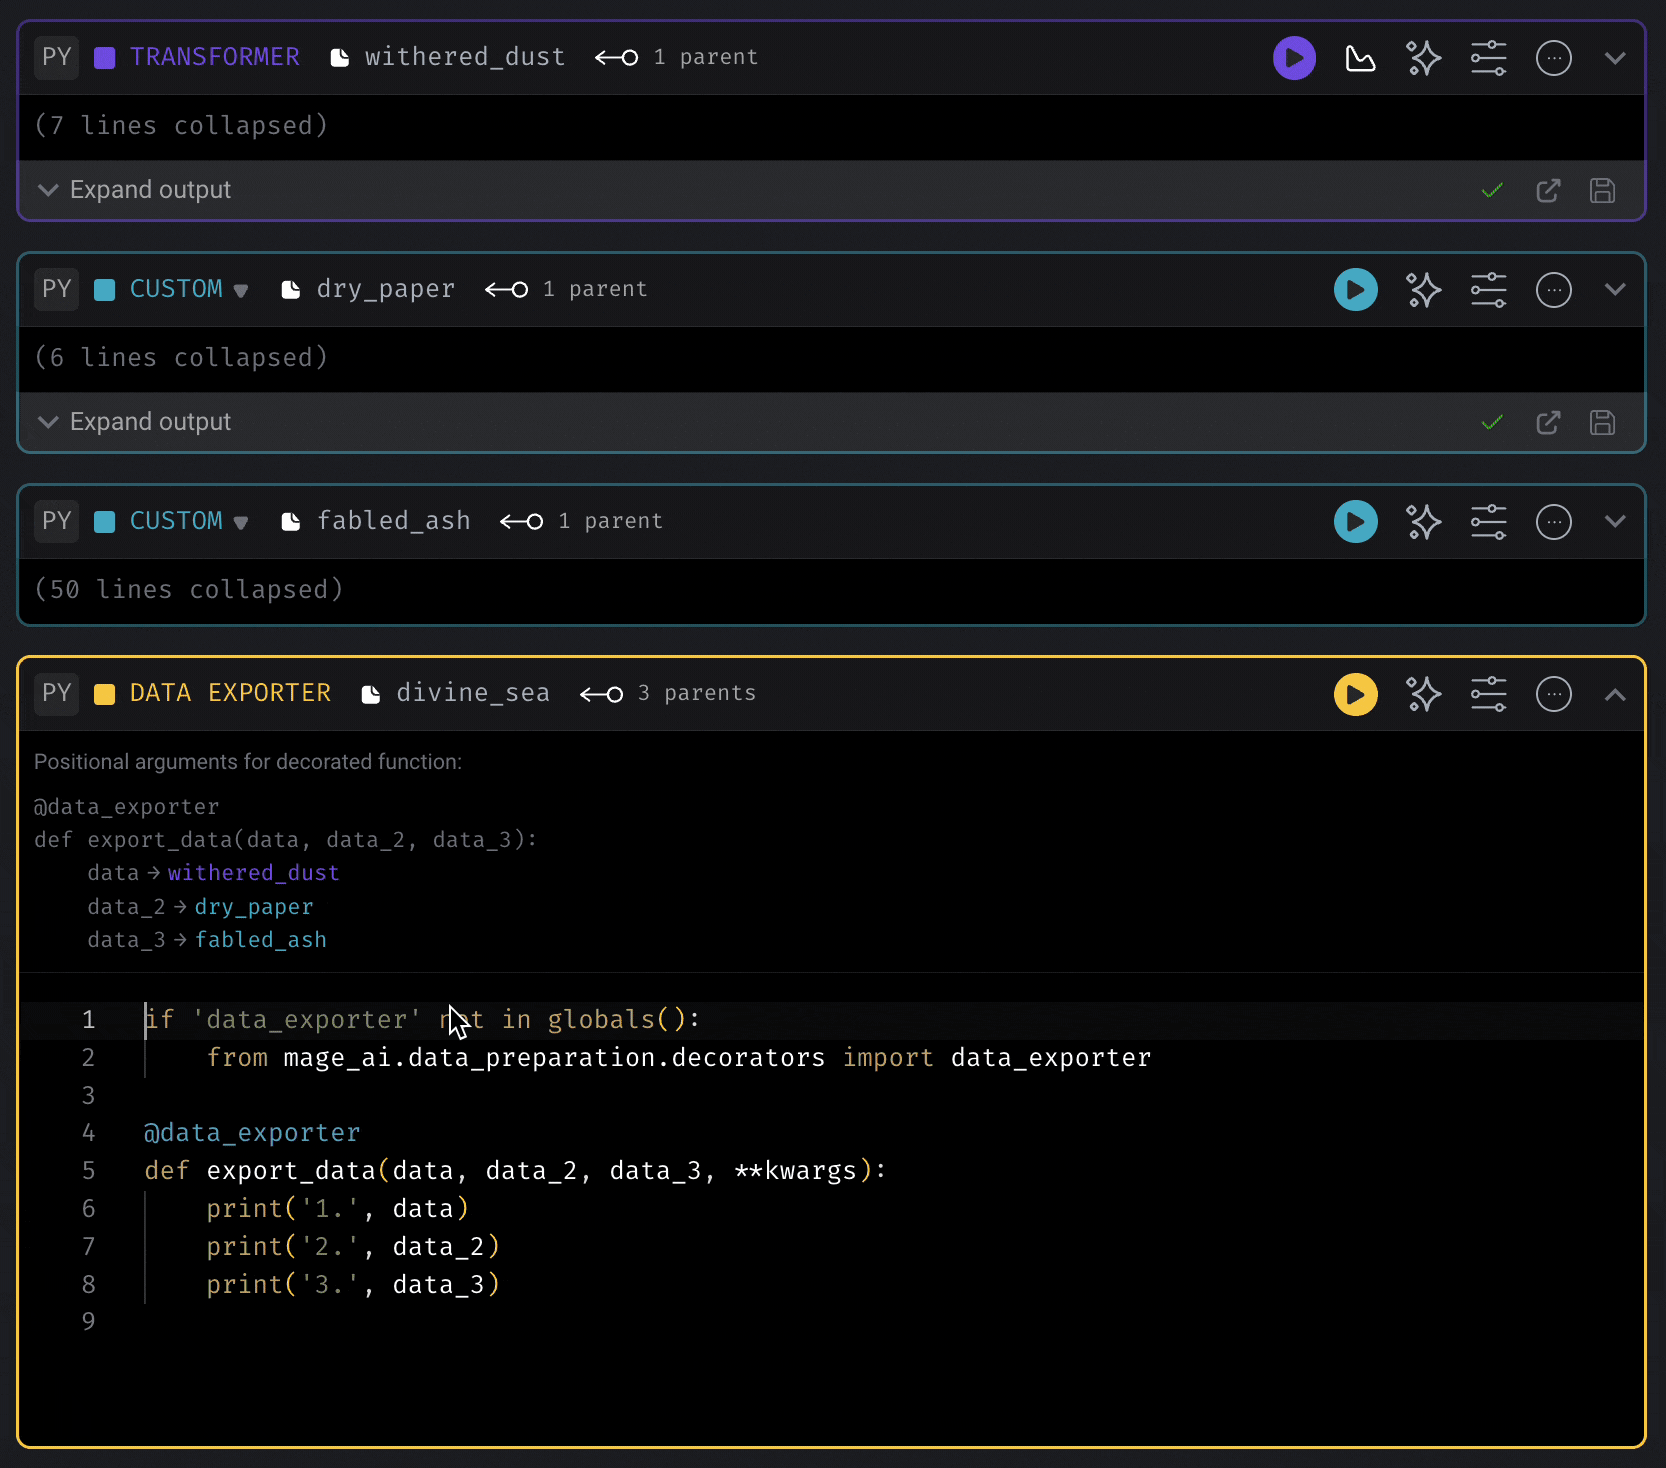 PY TRANSFORMER withered_dust 1 parent
(7 lines collapsed)
Expand output
PY CUSTOM dry_paper 1 parent
(6 lines collapsed)
Expand output
PY CUSTOM fabled_ash 1 parent
(50 lines collapsed)
PY DATA EXPORTER divine_sea 3 parents
Positional arguments for decorated function:
@data_exporter
def export_data(data, data_2, data_3):
data → withered_dust
data_2 → dry_paper
data_3 → fabled_ash
1 if 'data_exporter' not in globals():
2 from mage_ai.data_preparation.decorators import data_exporter
3
4 @data_exporter
5 def export_data(data, data_2, data_3, **kwargs):
6 print('1.', data)
7 print('2.', data_2)
8 print('3.', data_3)
9